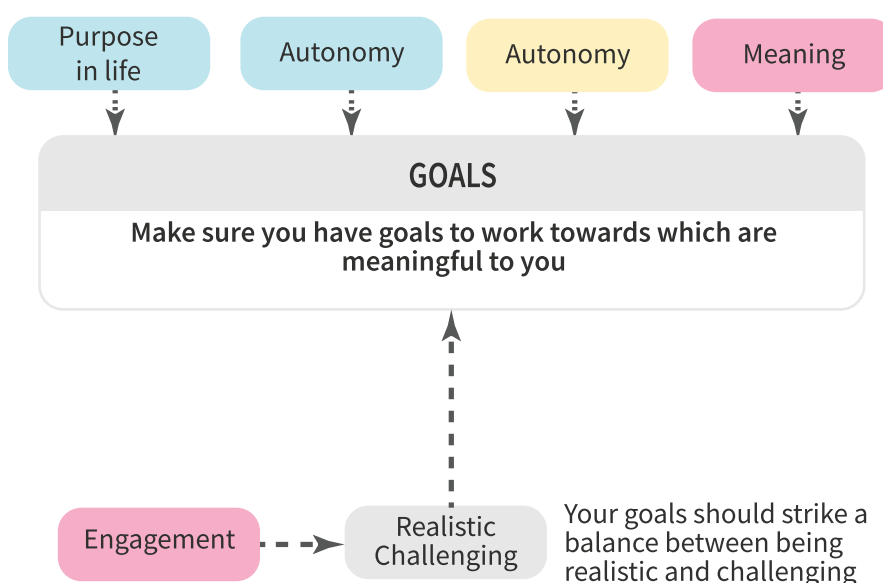 Purpose
in life
Autonomy
Autonomy
Meaning
GOALS
Make sure you have goals to work towards which are
meaningful to you
Engagement
Realistic
Challenging
Your goals should strike a
balance between being
realistic and challenging